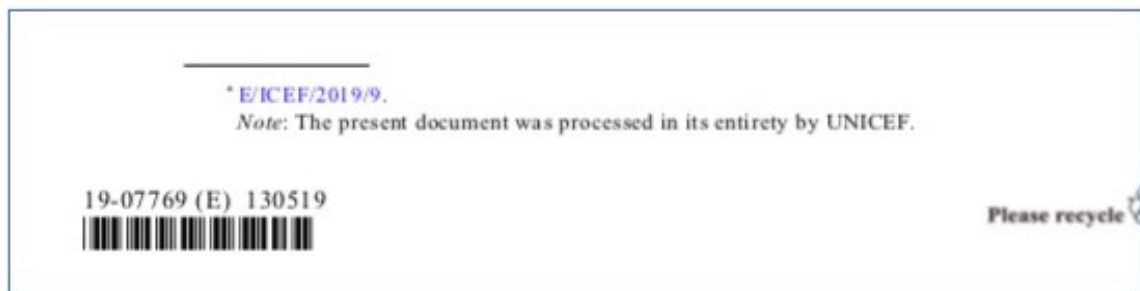 * E/ICEF/2019/9.
Note: The present document was processed in its entirety by UNICEF.
19-07769 (E) 130519
Please recycle